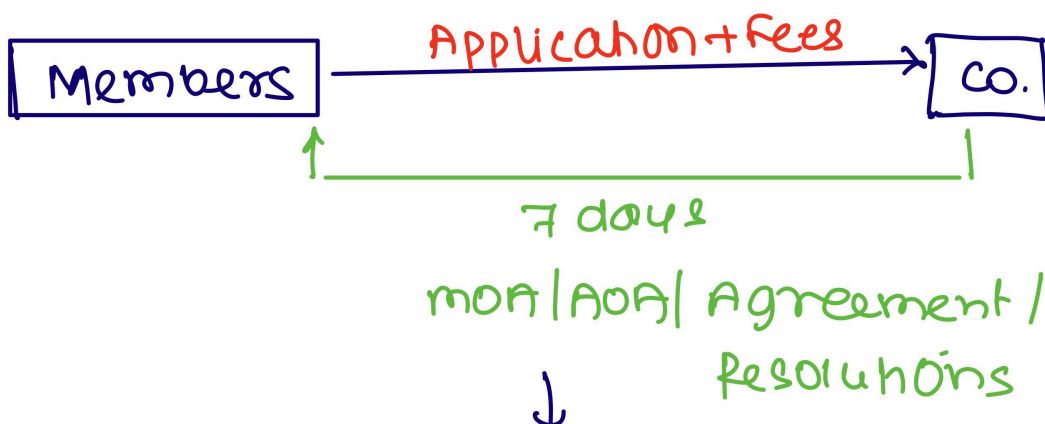 Application + Fees
Members
CO.
7 days
MOA | AOA | Agreement /
Resolutions